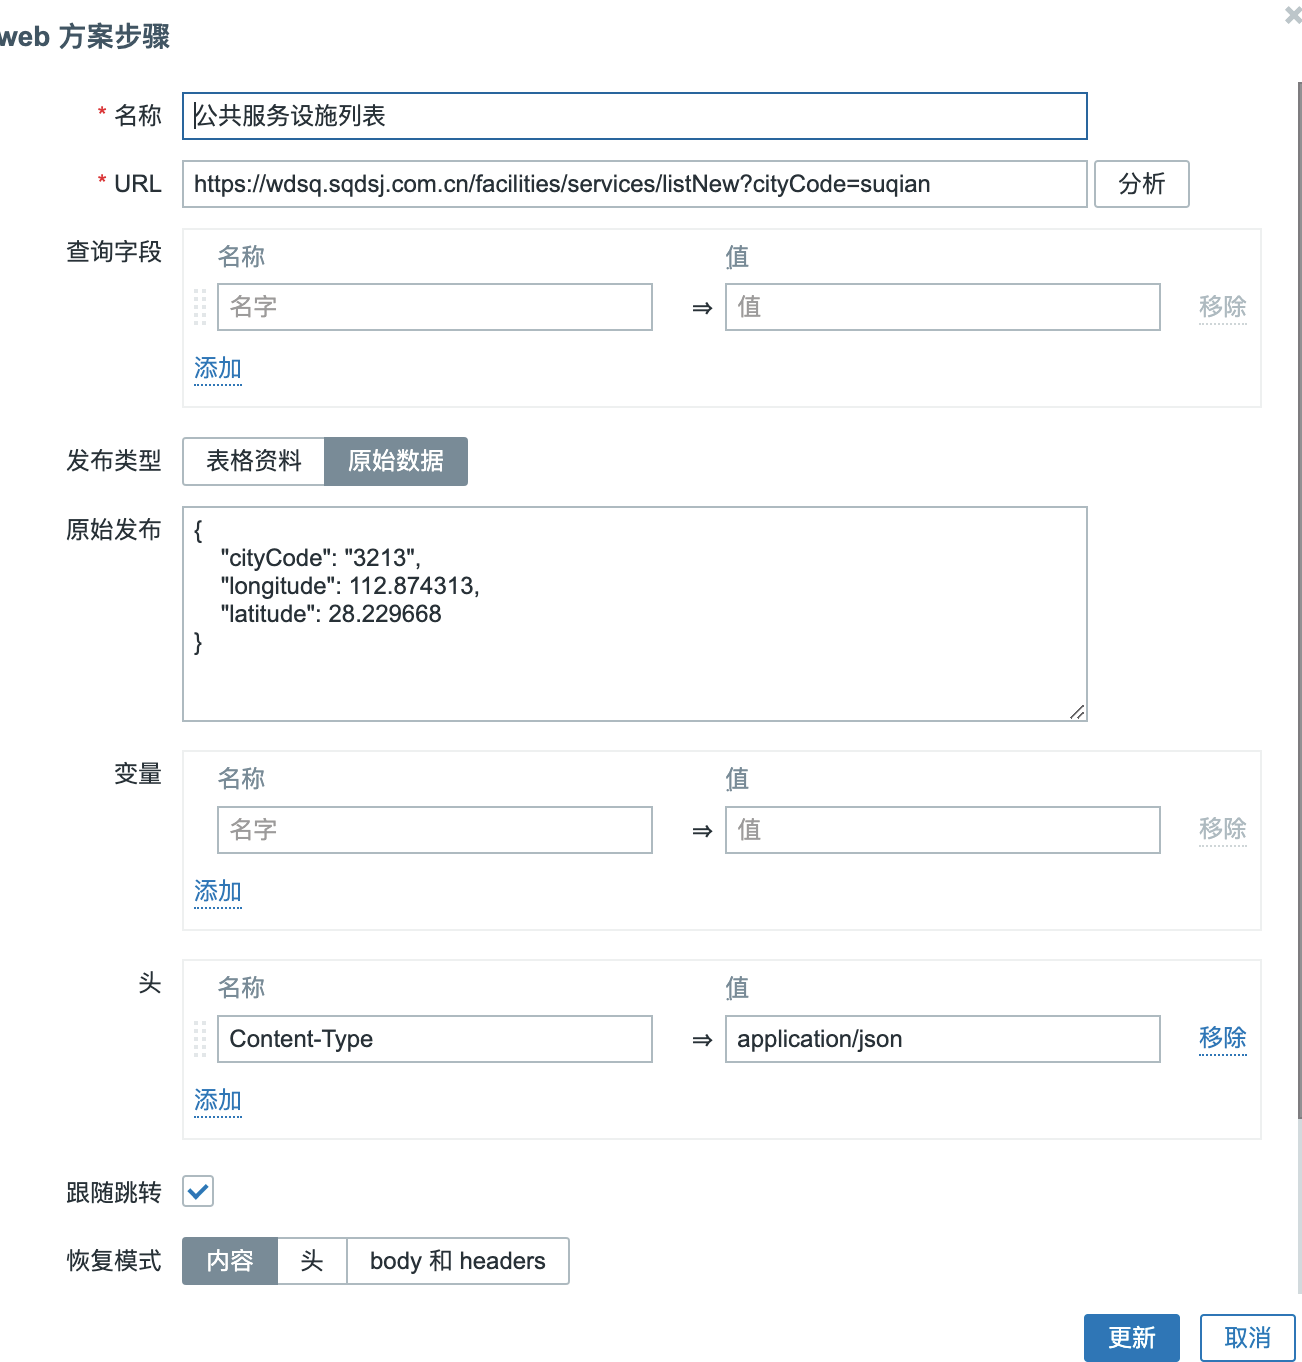 web 方案步骤
* 名称 公共服务设施列表
* URL https://wdsq.sqdsj.com.cn/facilities/services/listNew?cityCode=suqian 分析
查询字段 名称 值
名字 ⇒ 值 移除
添加
发布类型 表格资料 原始数据
原始发布 {
"cityCode": "3213",
"longitude": 112.874313,
"latitude": 28.229668
}
变量 名称 值
名字 ⇒ 值 移除
添加
头 名称 值
Content-Type ⇒ application/json 移除
添加
跟随跳转
恢复模式 内容 头 body 和 headers
更新 取消